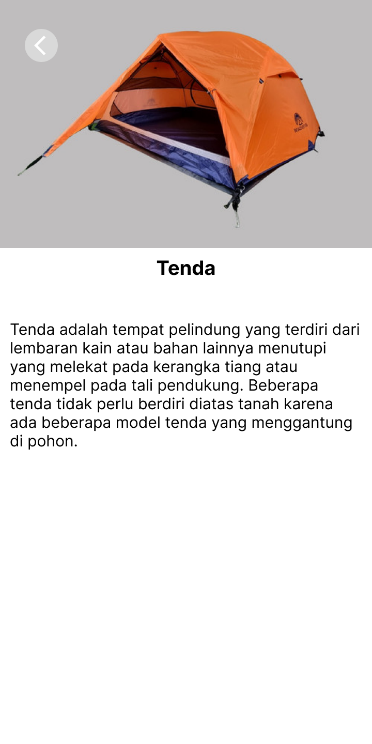 Tenda
Tenda adalah tempat pelindung yang terdiri dari
lembaran kain atau bahan lainnya menutupi
yang melekat pada kerangka tiang atau
menempel pada tali pendukung. Beberapa
tenda tidak perlu berdiri diatas tanah karena
ada beberapa model tenda yang menggantung
di pohon.